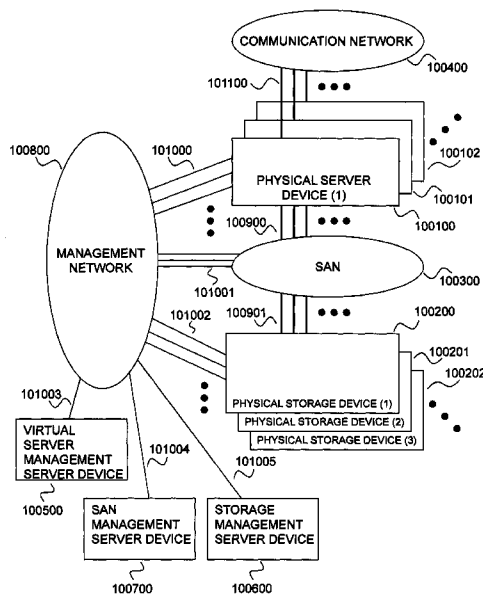 COMMUNICATION NETWORK
101100
100400
100800
101000
100102
PHYSICAL SERVER
DEVICE (1)
100101
100900
100100
MANAGEMENT
NETWORK
SAN
101001
100300
101002
100901
100200
100201
100202
PHYSICAL STORAGE DEVICE (1)
PHYSICAL STORAGE DEVICE (2)
PHYSICAL STORAGE DEVICE (3)
101003
VIRTUAL
SERVER
MANAGEMENT
SERVER DEVICE
101004
101005
100500
SAN
MANAGEMENT
SERVER DEVICE
STORAGE
MANAGEMENT
SERVER DEVICE
100700
100600